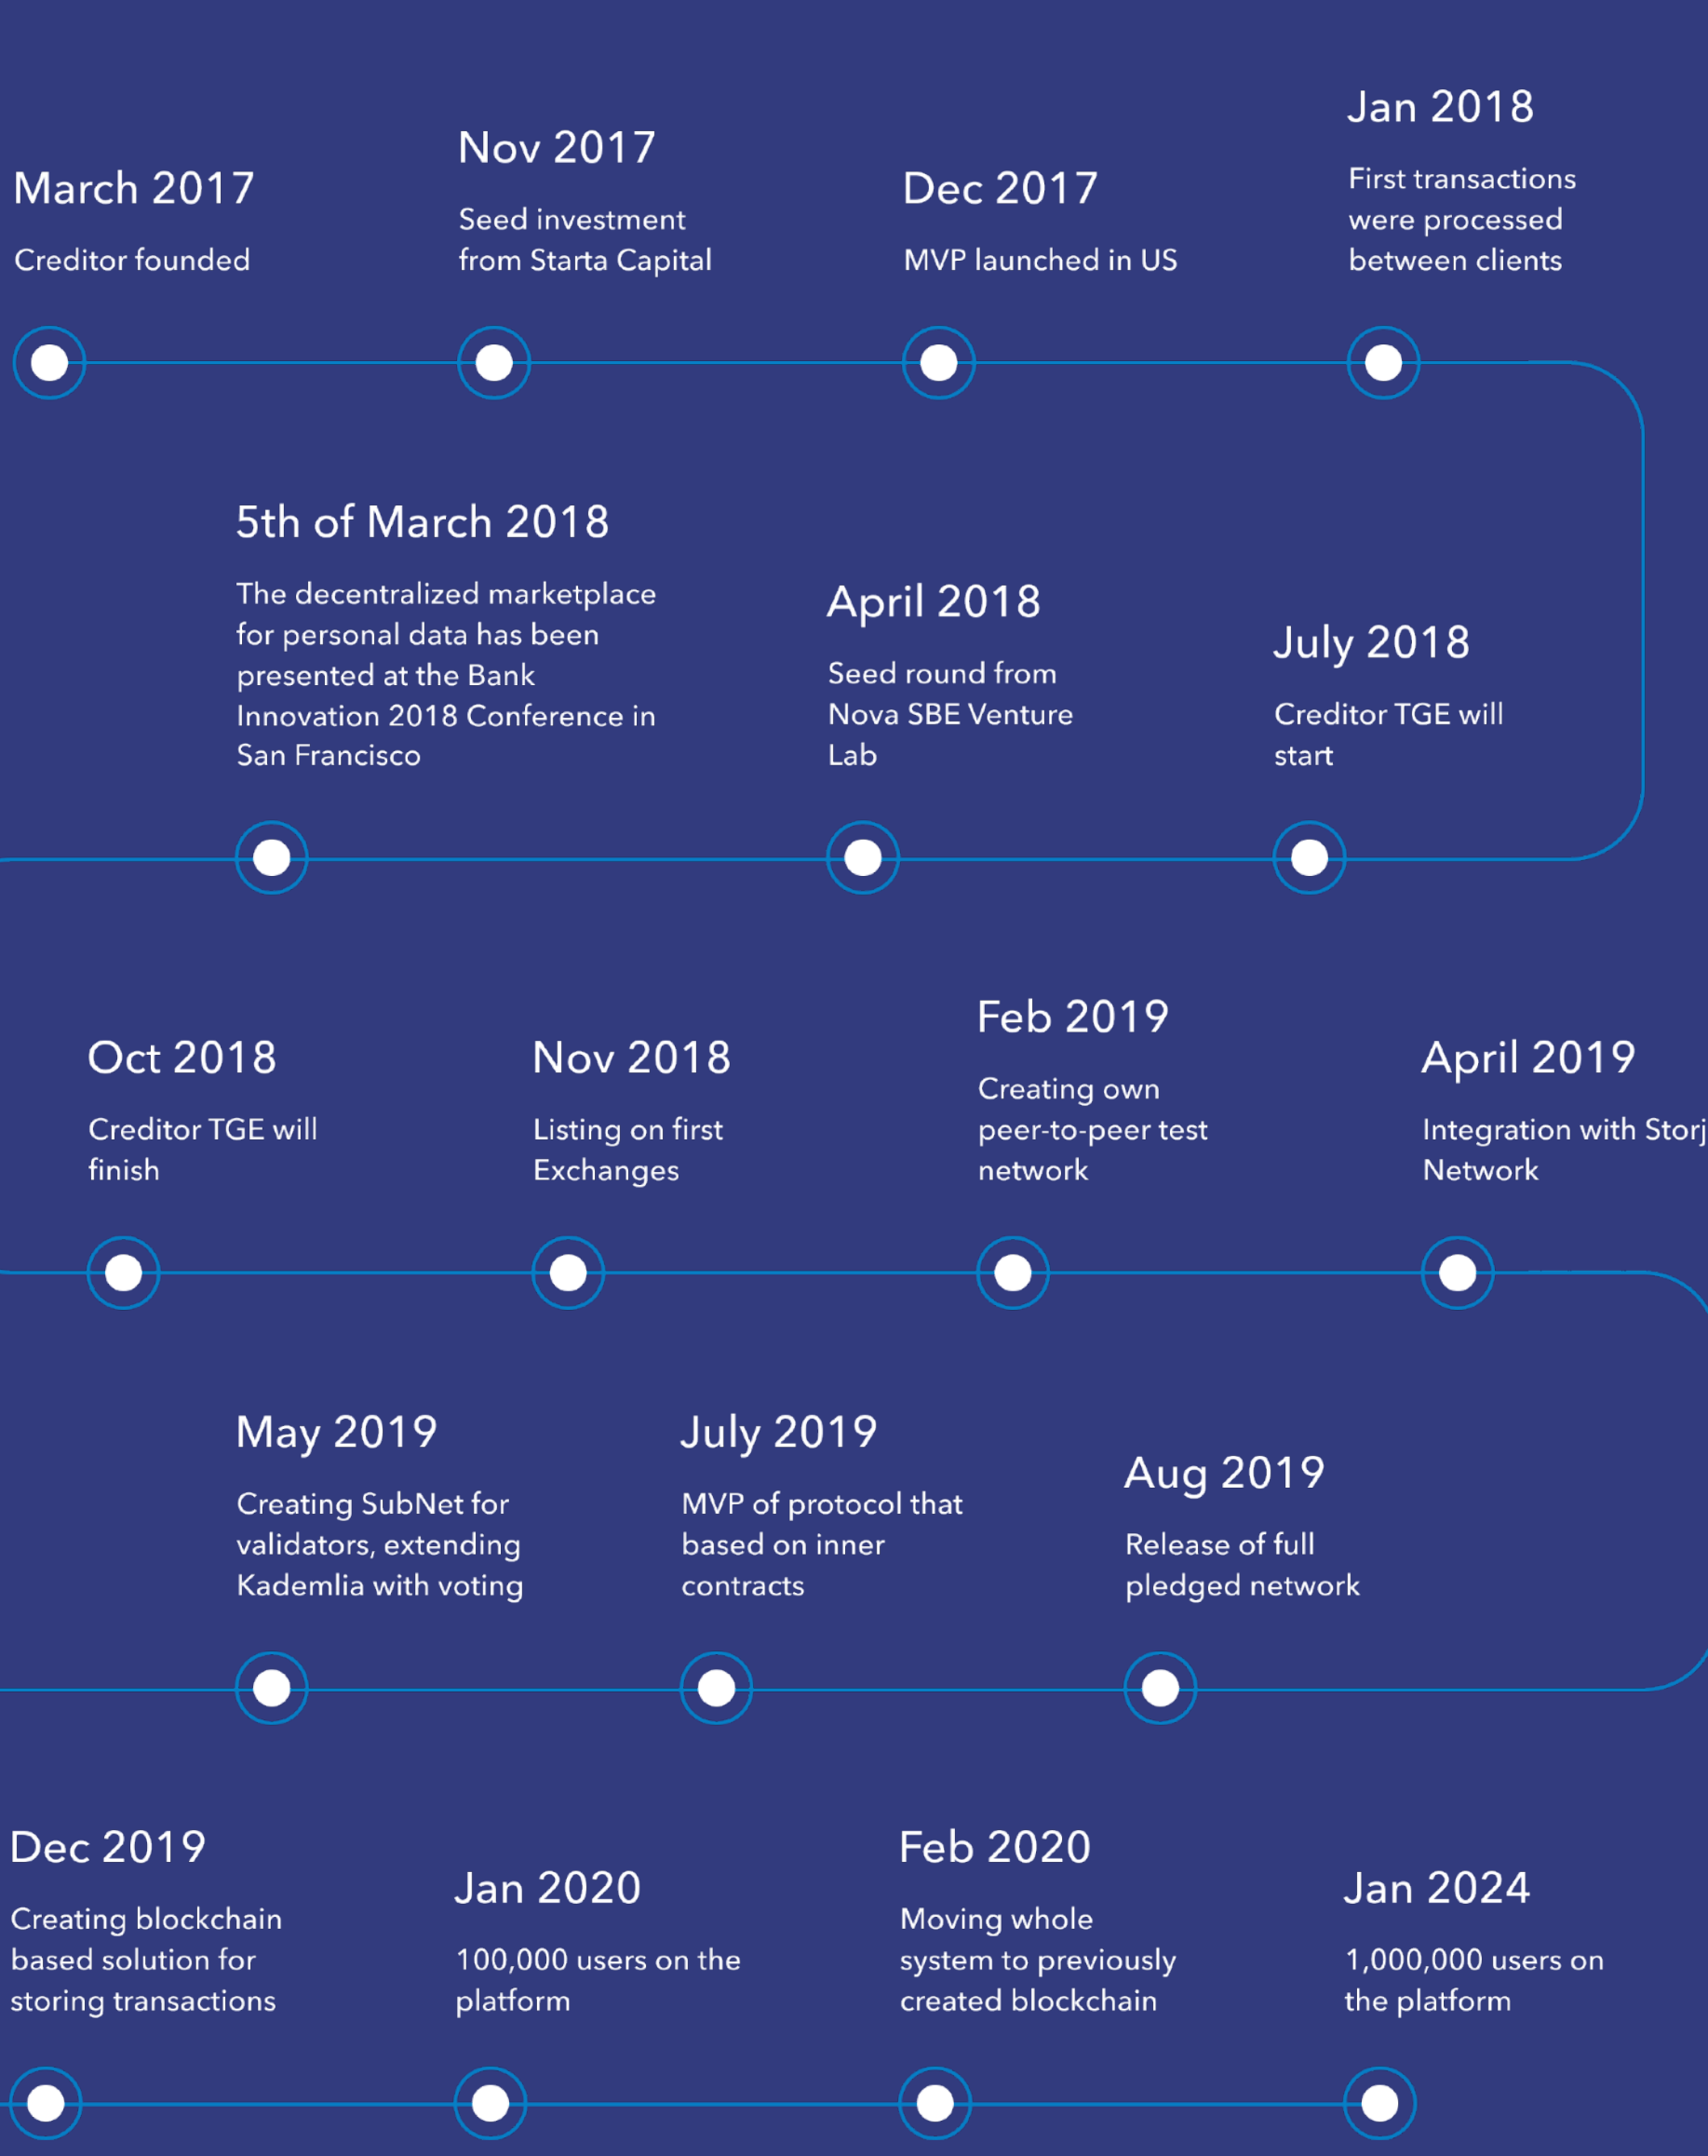 March 2017
Creditor founded
Nov 2017
Seed investment
from Starta Capital
Dec 2017
MVP launched in US
Jan 2018
First transactions
were processed
between clients
5th of March 2018
The decentralized marketplace
for personal data has been
presented at the Bank
Innovation 2018 Conference in
San Francisco
April 2018
Seed round from
Nova SBE Venture
Lab
July 2018
Creditor TGE will
start
Oct 2018
Creditor TGE will
finish
Nov 2018
Listing on first
Exchanges
Feb 2019
Creating own
peer-to-peer test
network
April 2019
Integration with Storj
Network
May 2019
Creating SubNet for
validators, extending
Kademlia with voting
July 2019
MVP of protocol that
based on inner
contracts
Aug 2019
Release of full
pledged network
Dec 2019
Creating blockchain
based solution for
storing transactions
Jan 2020
100,000 users on the
platform
Feb 2020
Moving whole
system to previously
created blockchain
Jan 2024
1,000,000 users on
the platform